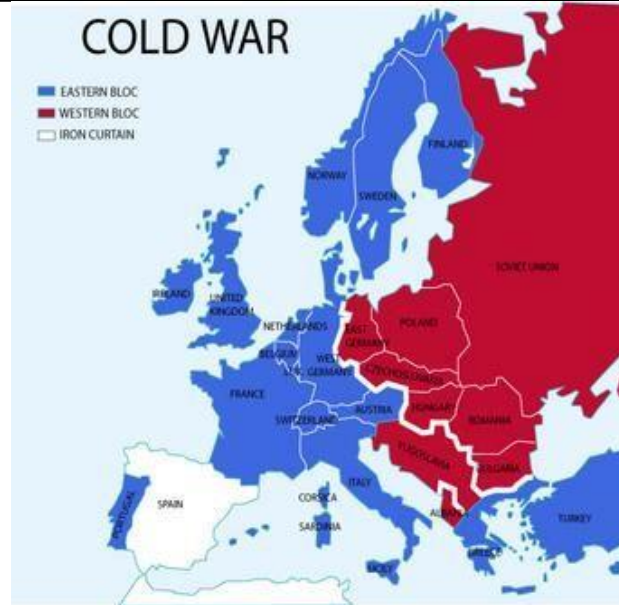 COLD WAR
EASTERN BLOC
WESTERN BLOC
IRON CURTAIN
FINLAND
NORWAY
SWEDEN
SOVIET UNION
IRELAND
UNITED
KINGDOM
NETHERLANDS
EAST
GERMANY
POLAND
BELGIUM
LUX.
WEST
GERMANY
CZECHOSLOVAKIA
FRANCE
SWITZERLAND
AUSTRIA
HUNGARY
ROMANIA
YUGOSLAVIA
BULGARIA
ITALY
CORSICA
SARDINIA
PORTUGAL
SPAIN
ALBANIA
TURKEY
GREECE
SICILY